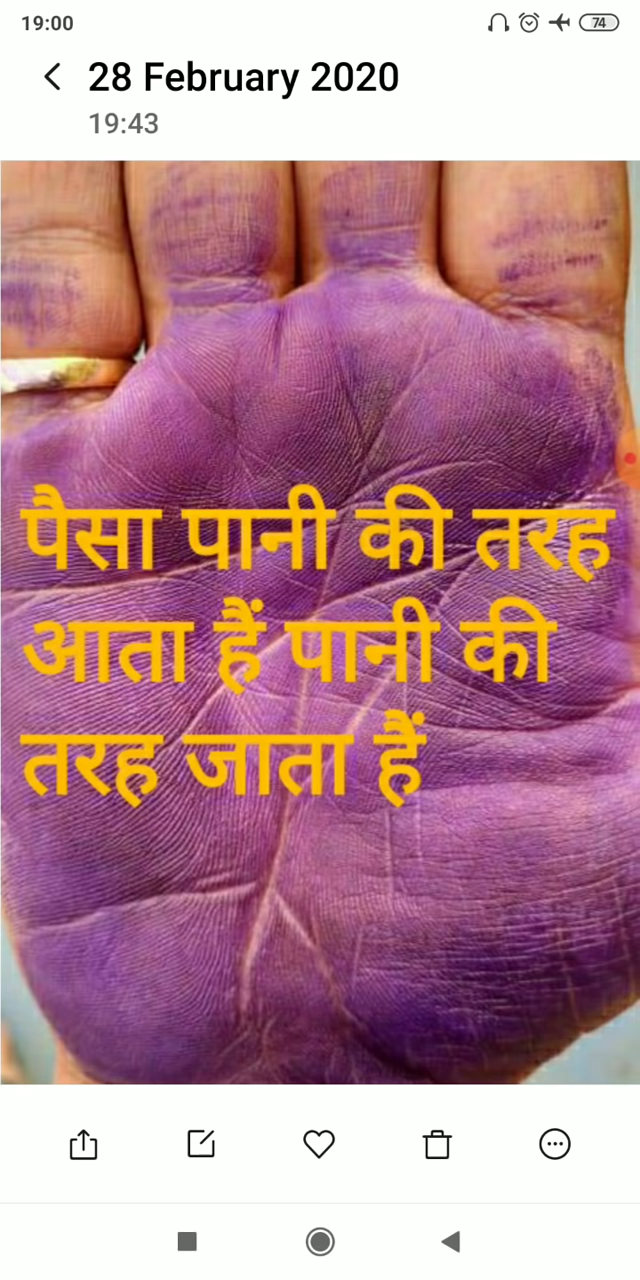 19:00
74
28 February 2020
19:43
पैसा पानी की तरह
आता हैं पानी की
तरह जाता हैं